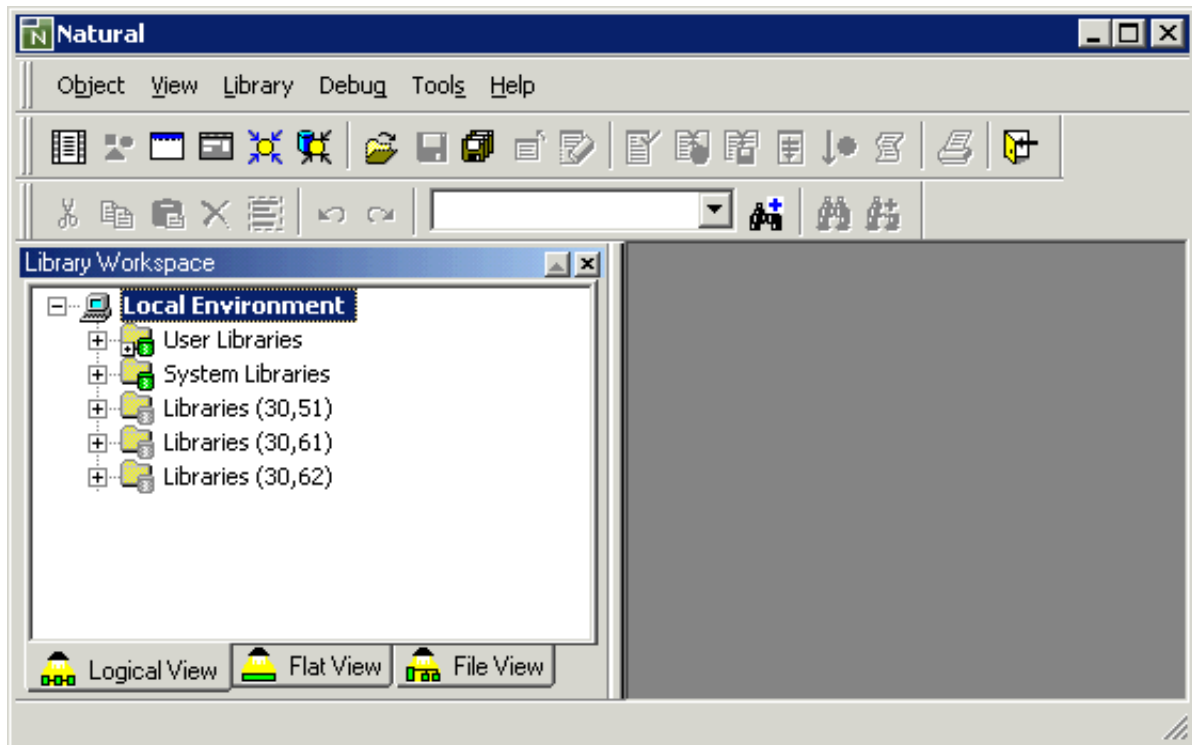 Natural
Object View Library Debug Tools Help
Library Workspace
Local Environment
User Libraries
System Libraries
Libraries (30,51)
Libraries (30,61)
Libraries (30,62)
Logical View Flat View File View